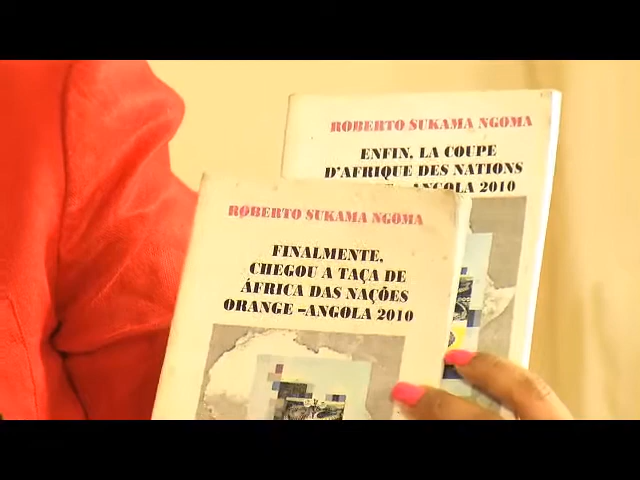 ROBERTO SUKAMA NGOMA
ENFIN, LA COUPE
D'AFRIQUE DES NATIONS
-ANGOLA 2010
ROBERTO SUKAMA NGOMA
FINALMENTE,
CHEGOU A TAÇA DE
ÁFRICA DAS NAÇÕES
ORANGE –ANGOLA 2010